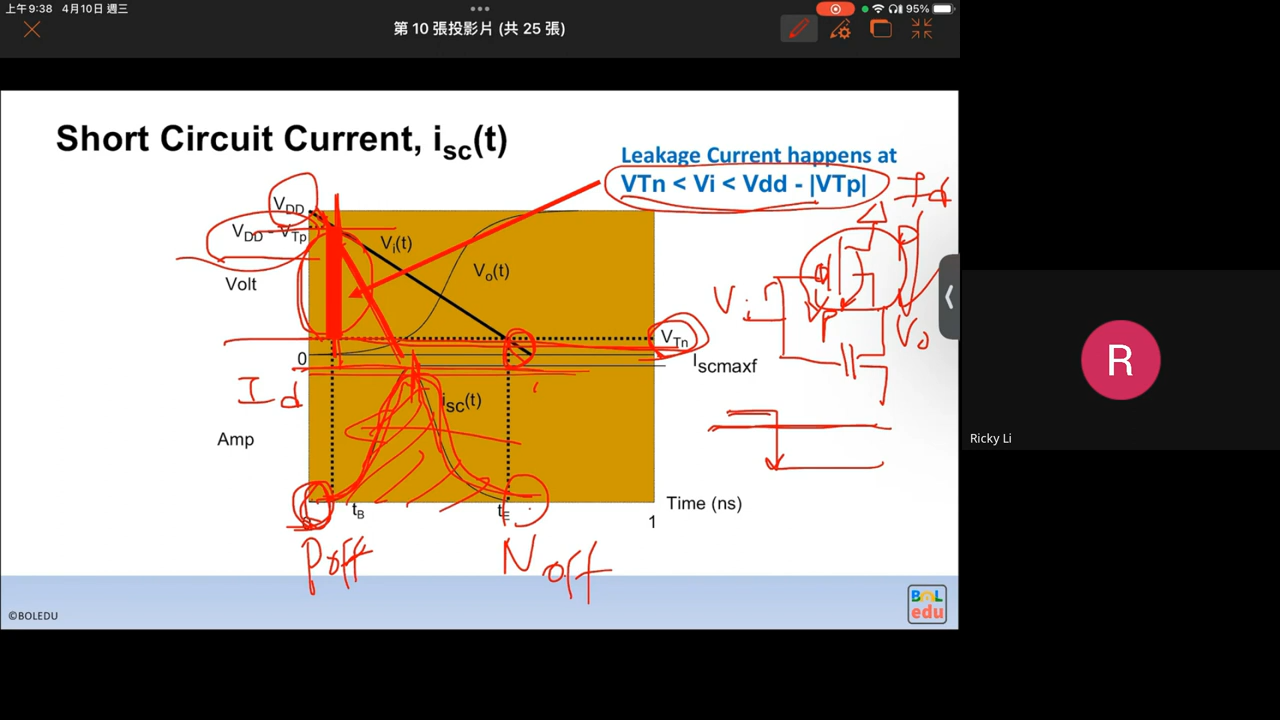 上午9:38 4月10日 週三
95%
第 10 張投影片 (共 25 張)
Short Circuit Current, isc(t)
Leakage Current happens at
VTn < Vi < Vdd - |VTp|
Id
VDD
VDD - VTp
Vi(t)
Vo(t)
Volt
P
Vi
P
Vo
VTn
0
Iscmaxf
Id
isc(t)
Amp
tB
tE
Time (ns)
1
Poff
Noff
©BOLEDU
BOL
edu
R
Ricky Li